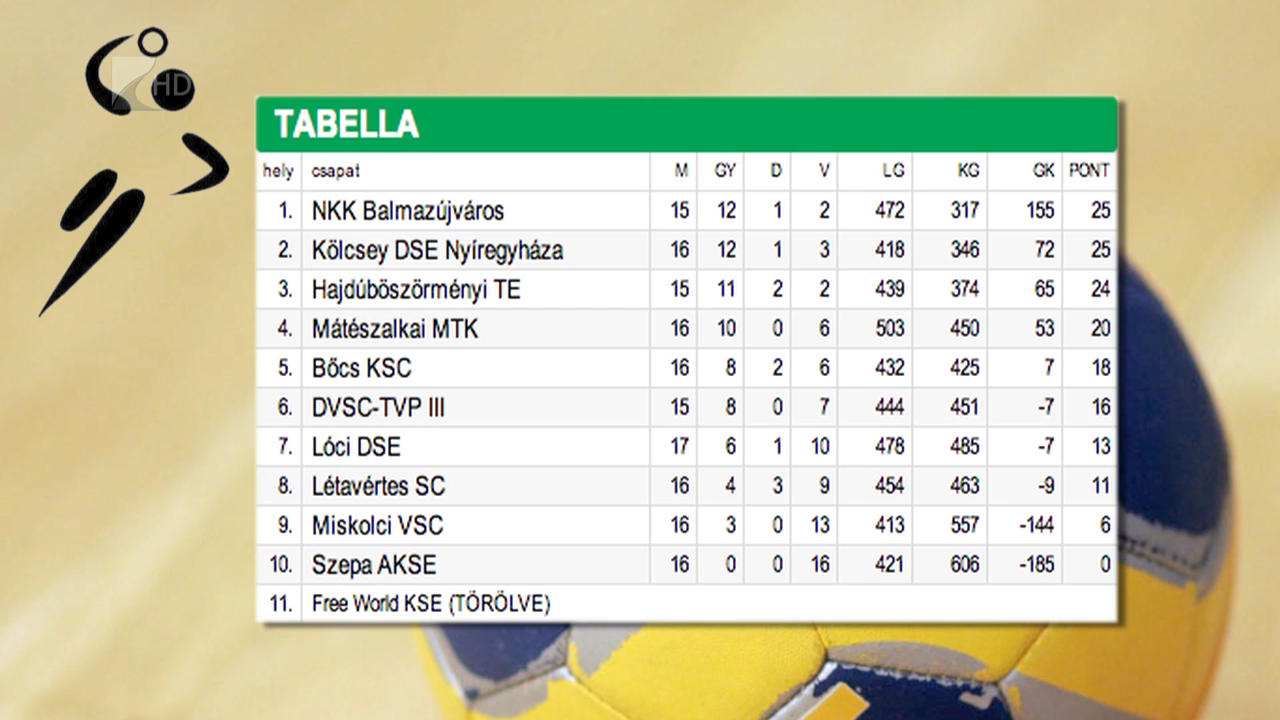 HD
TABELLA
hely csapat M GY D V LG KG GK PONT
1. NKK Balmazújváros 15 12 1 2 472 317 155 25
2. Kölcsey DSE Nyíregyháza 16 12 1 3 418 346 72 25
3. Hajdúböszörményi TE 15 11 2 2 439 374 65 24
4. Mátészalkai MTK 16 10 0 6 503 450 53 20
5. Bőcs KSC 16 8 2 6 432 425 7 18
6. DVSC-TVP III 15 8 0 7 444 451 -7 16
7. Lóci DSE 17 6 1 10 478 485 -7 13
8. Létavértes SC 16 4 3 9 454 463 -9 11
9. Miskolci VSC 16 3 0 13 413 557 -144 6
10. Szepa AKSE 16 0 0 16 421 606 -185 0
11. Free World KSE (TÖRÖLVE)